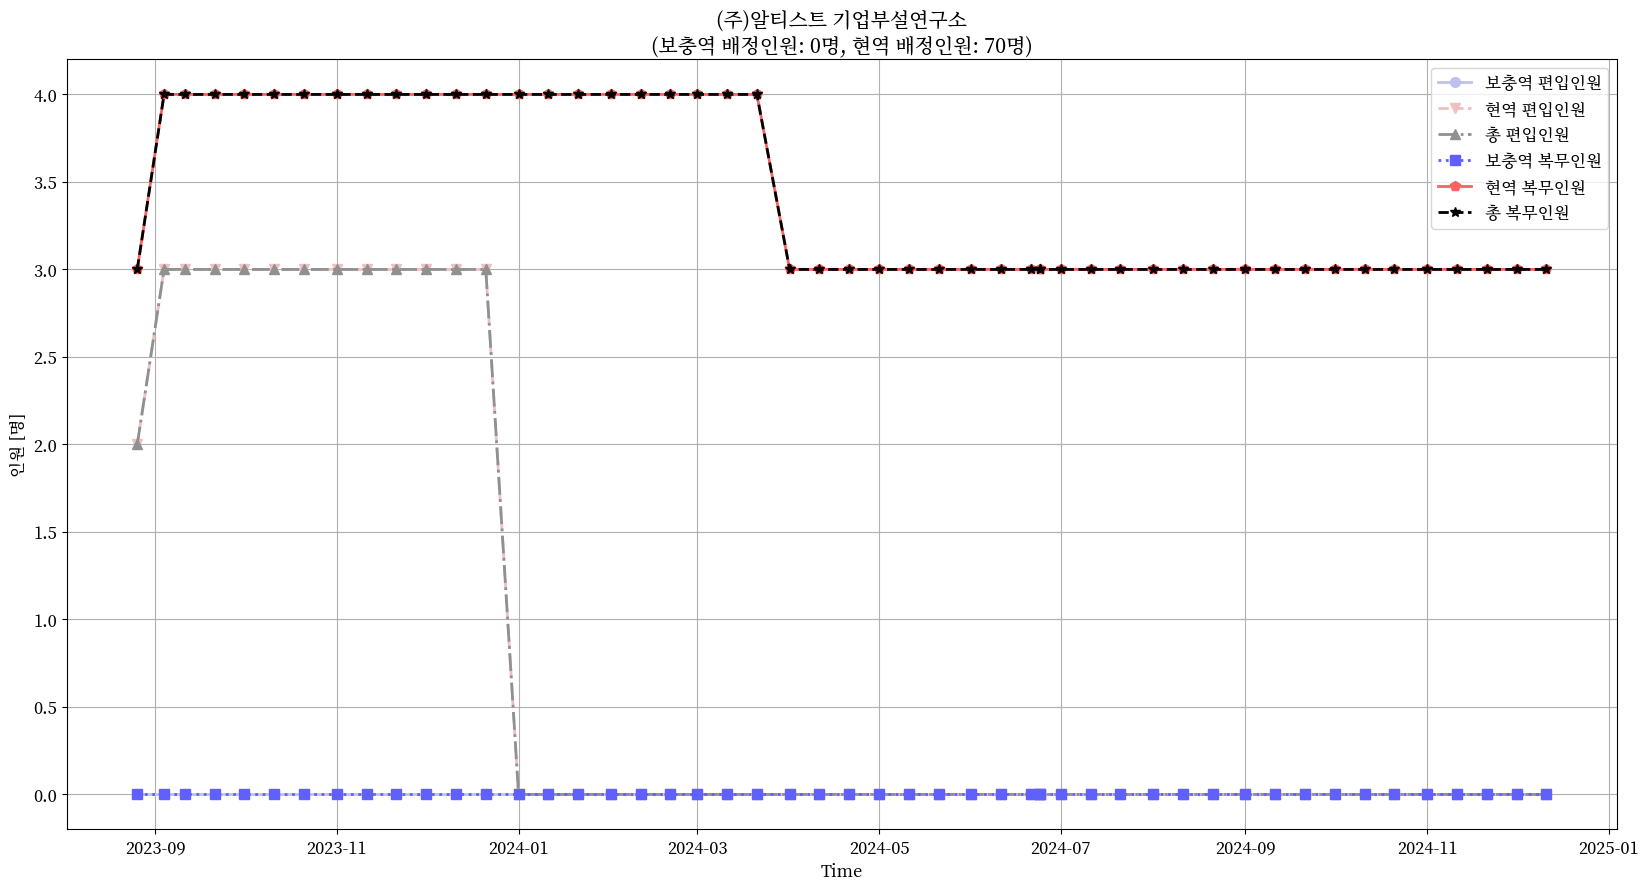 (주)알티스트 기업부설연구소
(보충역 배정인원: 0명, 현역 배정인원: 70명)
보충역 편입인원
현역 편입인원
총 편입인원
보충역 복무인원
현역 복무인원
총 복무인원
인원 [명]
4.0
3.5
3.0
2.5
2.0
1.5
1.0
0.5
0.0
2023-09 2023-11 2024-01 2024-03 2024-05 2024-07 2024-09 2024-11 2025-01
Time